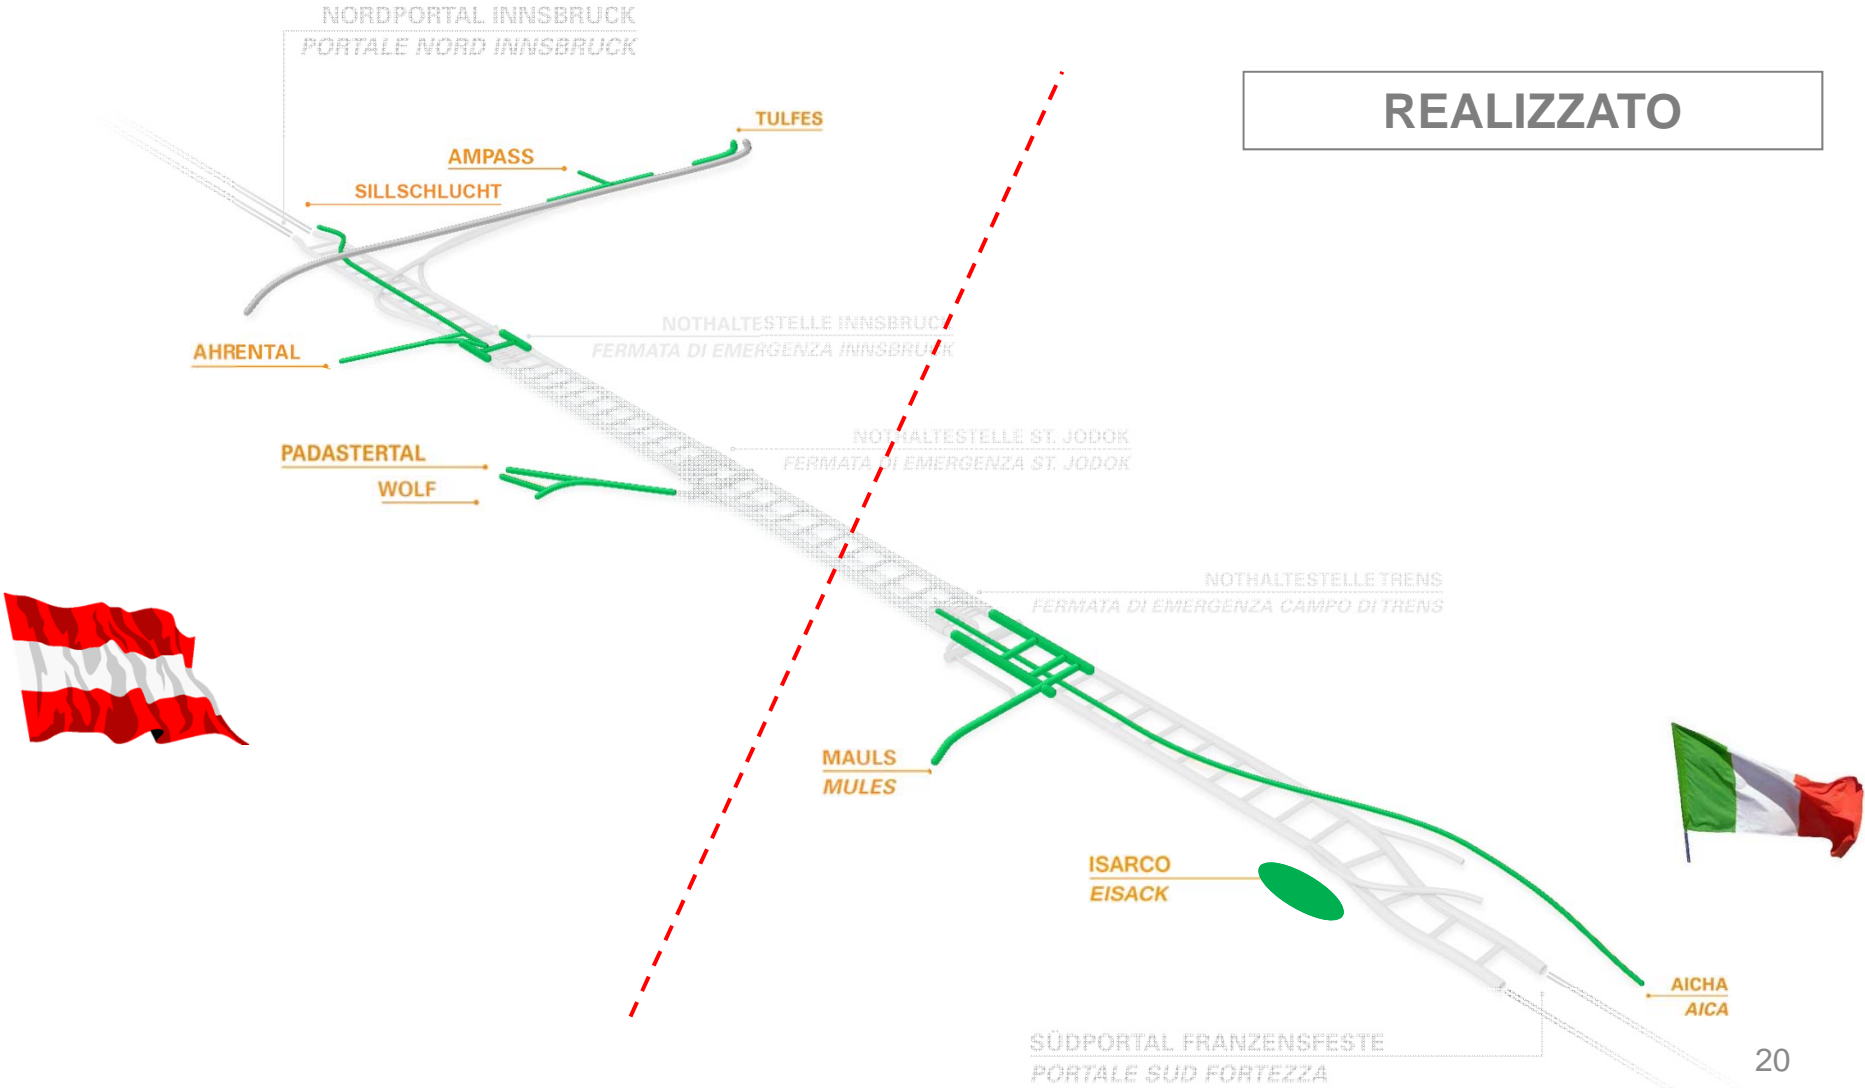 NORDPORTAL INNSBRUCK
PORTALE NORD INNSBRUCK
REALIZZATO
TULFES
AMPASS
SILLSCHLUCHT
NOTHALTESTELLE INNSBRUCK
FERMATA DI EMERGENZA INNSBRUCK
AHRENTAL
NOTHALTESTELLE ST. JODOK
FERMATA DI EMERGENZA ST. JODOK
PADASTERTAL
WOLF
NOTHALTESTELLE TRENS
FERMATA DI EMERGENZA CAMPO DI TRENS
MAULS
MULES
ISARCO
EISACK
AICHA
AICA
SÜDPORTAL FRANZENSFESTE
PORTALE SUD FORTEZZA
20